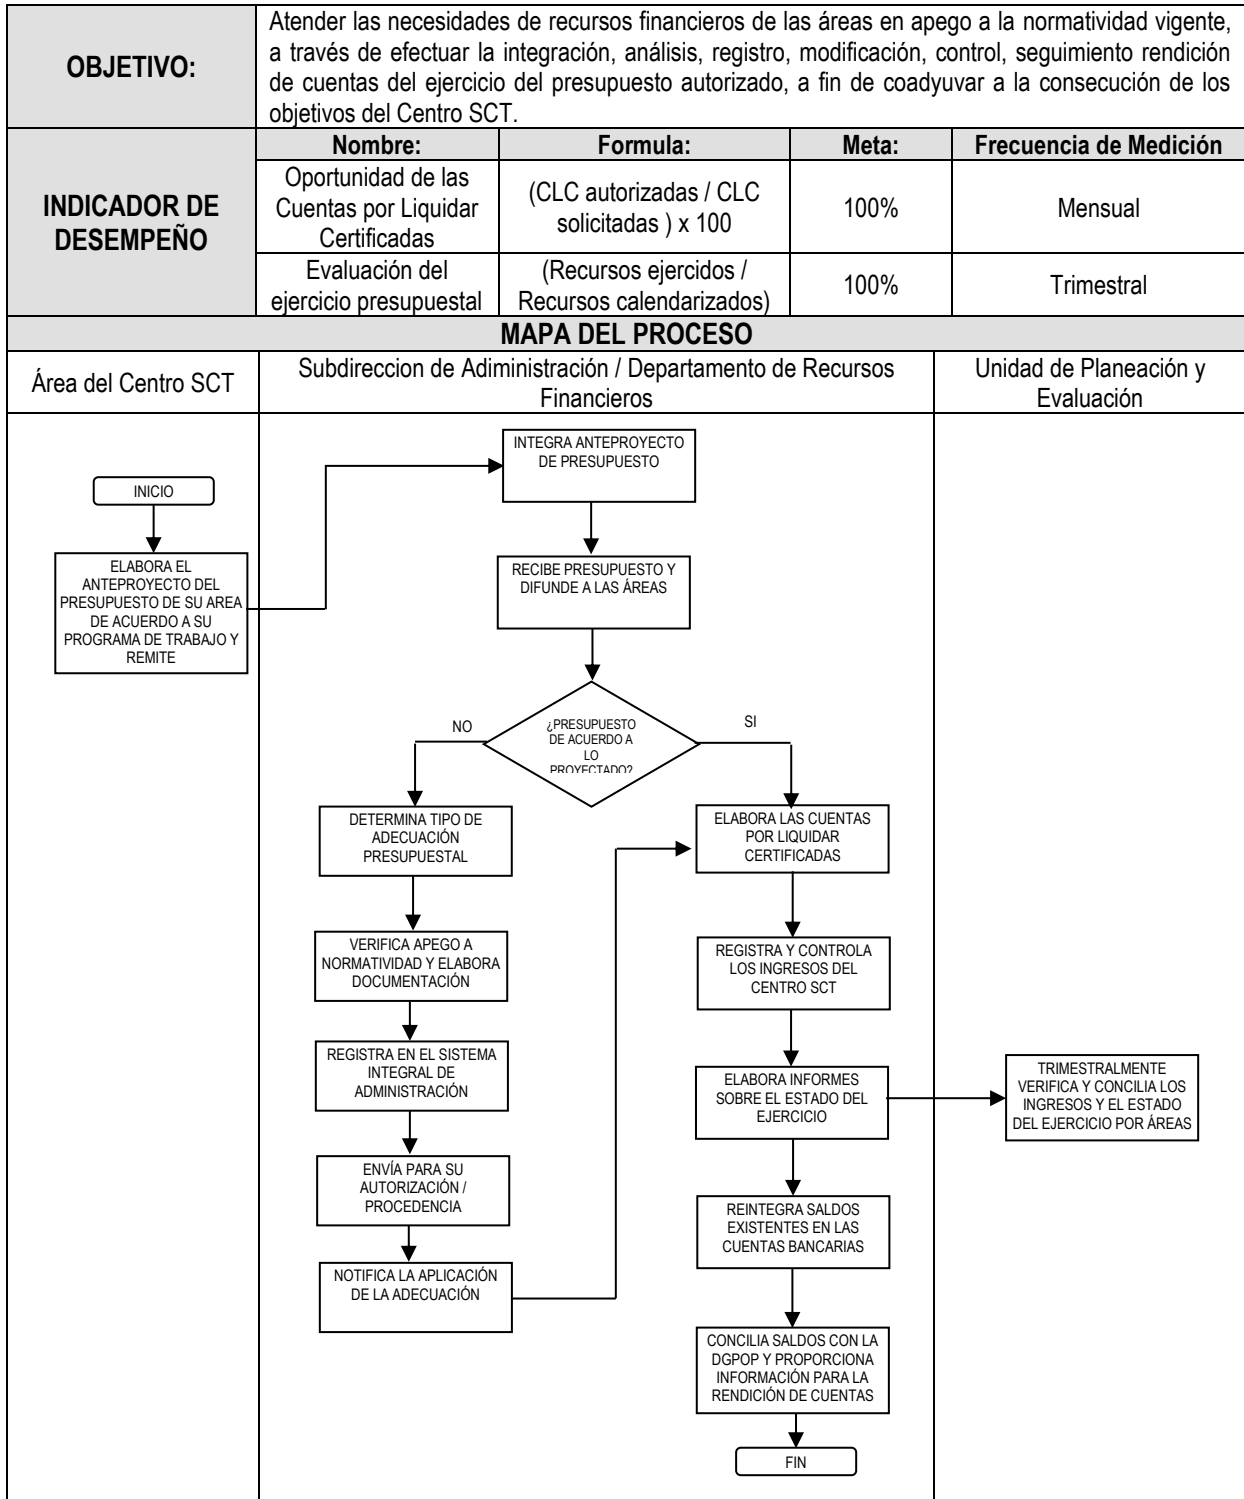 OBJETIVO:
Atender las necesidades de recursos financieros de las áreas en apego a la normatividad vigente,
a través de efectuar la integración, análisis, registro, modificación, control, seguimiento rendición
de cuentas del ejercicio del presupuesto autorizado, a fin de coadyuvar a la consecución de los
objetivos del Centro SCT.
INDICADOR DE
DESEMPEÑO
Nombre:
Formula:
Meta:
Frecuencia de Medición
Oportunidad de las
Cuentas por Liquidar
Certificadas
(CLC autorizadas / CLC
solicitadas ) x 100
100%
Mensual
Evaluación del
ejercicio presupuestal
(Recursos ejercidos /
Recursos calendarizados)
100%
Trimestral
MAPA DEL PROCESO
Área del Centro SCT
Subdireccion de Adiministración / Departamento de Recursos
Financieros
Unidad de Planeación y
Evaluación
INICIO
ELABORA EL
ANTEPROYECTO DEL
PRESUPUESTO DE SU AREA
DE ACUERDO A SU
PROGRAMA DE TRABAJO Y
REMITE
INTEGRA ANTEPROYECTO
DE PRESUPUESTO
RECIBE PRESUPUESTO Y
DIFUNDE A LAS ÁREAS
¿PRESUPUESTO
DE ACUERDO A
LO
PROYECTADO?
NO
SI
DETERMINA TIPO DE
ADECUACIÓN
PRESUPUESTAL
VERIFICA APEGO A
NORMATIVIDAD Y ELABORA
DOCUMENTACIÓN
REGISTRA EN EL SISTEMA
INTEGRAL DE
ADMINISTRACIÓN
ENVÍA PARA SU
AUTORIZACIÓN /
PROCEDENCIA
NOTIFICA LA APLICACIÓN
DE LA ADECUACIÓN
ELABORA LAS CUENTAS
POR LIQUIDAR
CERTIFICADAS
REGISTRA Y CONTROLA
LOS INGRESOS DEL
CENTRO SCT
ELABORA INFORMES
SOBRE EL ESTADO DEL
EJERCICIO
TRIMESTRALMENTE
VERIFICA Y CONCILIA LOS
INGRESOS Y EL ESTADO
DEL EJERCICIO POR ÁREAS
REINTEGRA SALDOS
EXISTENTES EN LAS
CUENTAS BANCARIAS
CONCILIA SALDOS CON LA
DGPOP Y PROPORCIONA
INFORMACIÓN PARA LA
RENDICIÓN DE CUENTAS
FIN